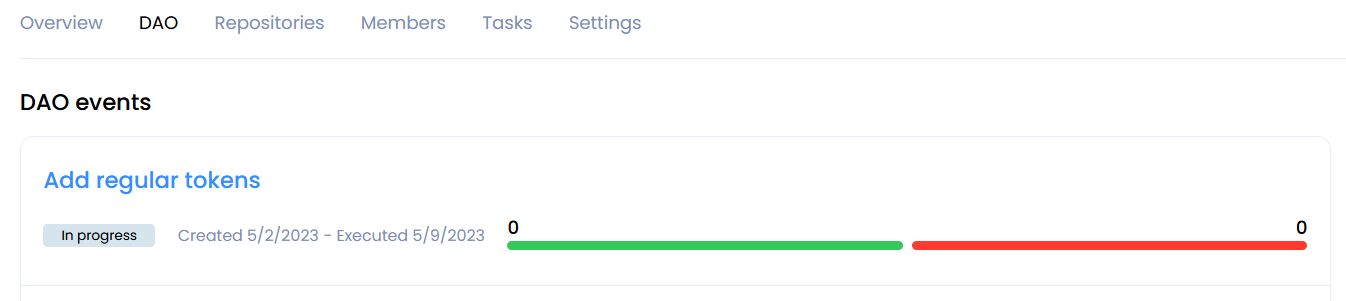 Overview DAO Repositories Members Tasks Settings
DAO events
Add regular tokens
In progress Created 5/2/2023 - Executed 5/9/2023 0 0